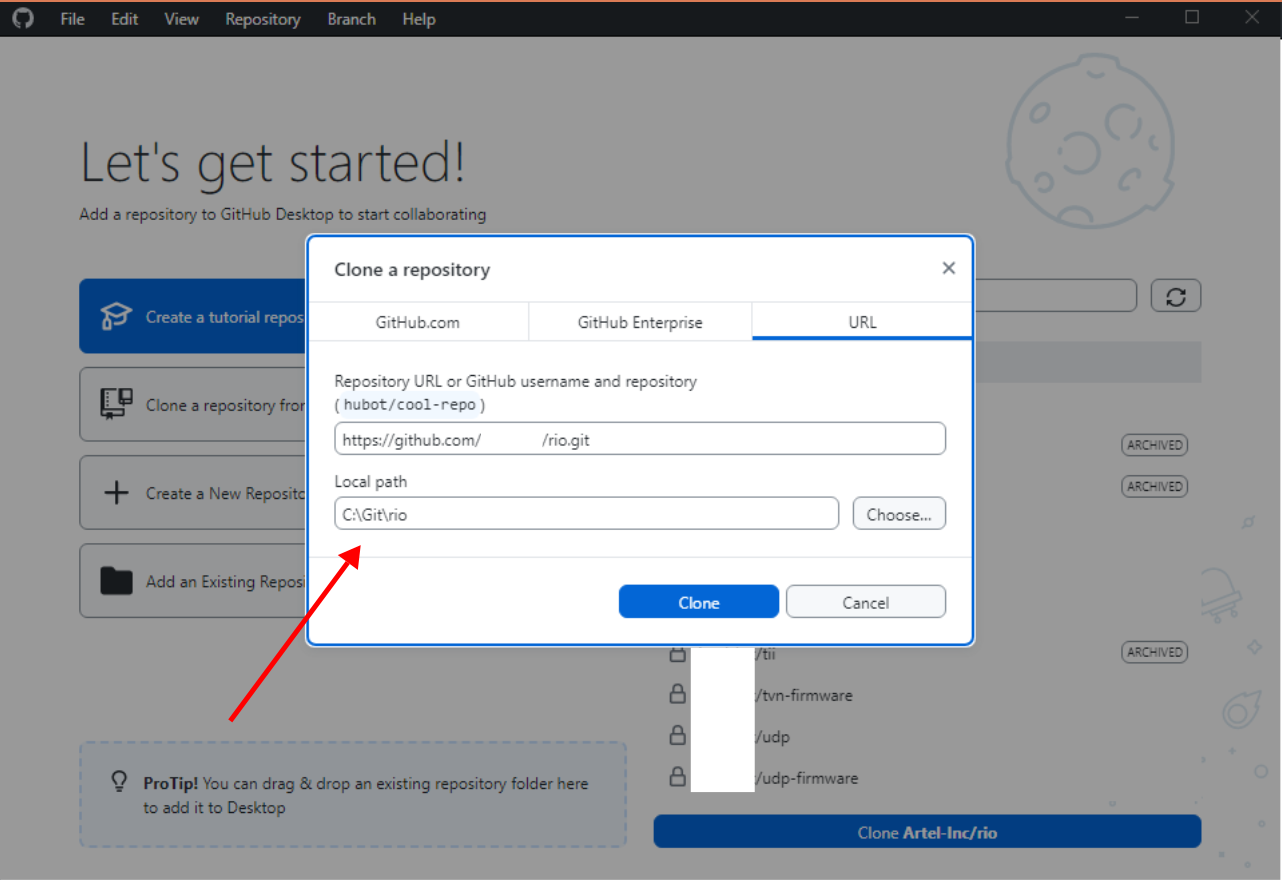 File Edit View Repository Branch Help
Let's get started!
Add a repository to GitHub Desktop to start collaborating
Create a tutorial repos
Clone a repository fror
Create a New Reposito
Add an Existing Reposi
ProTip! You can drag & drop an existing repository folder here
to add it to Desktop
Clone a repository
GitHub.com GitHub Enterprise URL
Repository URL or GitHub username and repository
(hubot/cool-repo)
https://github.com/ /rio.git
Local path
C:\Git\rio Choose...
Clone Cancel
ARCHIVED
ARCHIVED
/tii ARCHIVED
/tvn-firmware
/udp
/udp-firmware
Clone Artel-Inc/rio